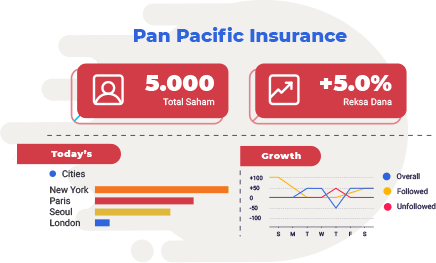 Pan Pacific Insurance
5.000
Total Saham
+5.0%
Reksa Dana
Today's
Cities
New York
Paris
Seoul
London
Growth
+100
+50
0
-50
-100
S M T W T F S
Overall
Followed
Unfollowed